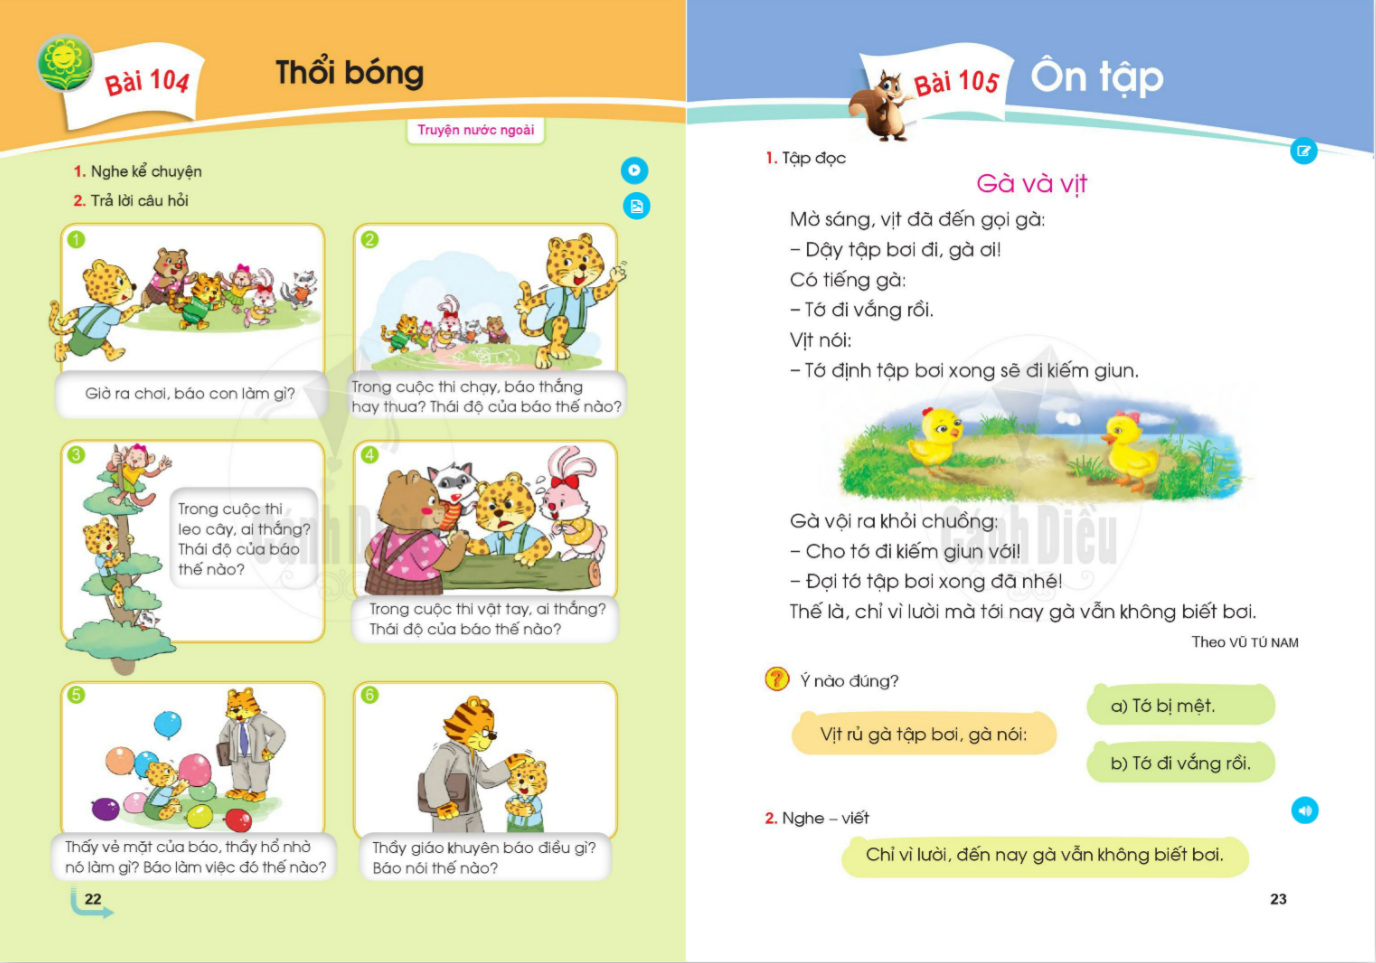 Bài 104
Thổi bóng
Truyện nước ngoài
1. Nghe kể chuyện
2. Trả lời câu hỏi
1
Giờ ra chơi, báo con làm gì?
2
Trong cuộc thi chạy, báo thắng
hay thua? Thái độ của báo thế nào?
3
Trong cuộc thi
leo cây, ai thắng?
Thái độ của báo
thế nào?
4
Trong cuộc thi vật tay, ai thắng?
Thái độ của báo thế nào?
5
Thấy vẻ mặt của báo, thầy hổ nhờ
nó làm gì? Báo làm việc đó thế nào?
6
Thầy giáo khuyên báo điều gì?
Báo nói thế nào?
22
Cánh Diều
Bài 105
Ôn tập
1. Tập đọc
Gà và vịt
Mờ sáng, vịt đã đến gọi gà:
– Dậy tập bơi đi, gà ơi!
Có tiếng gà:
– Tớ đi vắng rồi.
Vịt nói:
– Tớ định tập bơi xong sẽ đi kiếm giun.
Gà vội ra khỏi chuồng:
– Cho tớ đi kiếm giun với!
– Đợi tớ tập bơi xong đã nhé!
Thế là, chỉ vì lười mà tới nay gà vẫn không biết bơi.
Theo VŨ TÚ NAM
? Ý nào đúng?
Vịt rủ gà tập bơi, gà nói:
a) Tớ bị mệt.
b) Tớ đi vắng rồi.
2. Nghe – viết
Chỉ vì lười, đến nay gà vẫn không biết bơi.
23
Cánh Diều